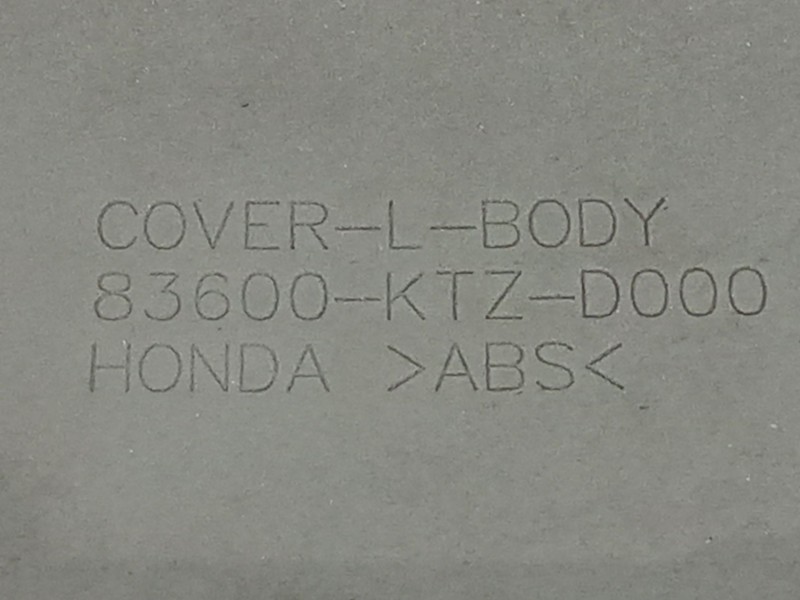 COVER-L-BODY
83600-KTZ-D000
HONDA >ABS<